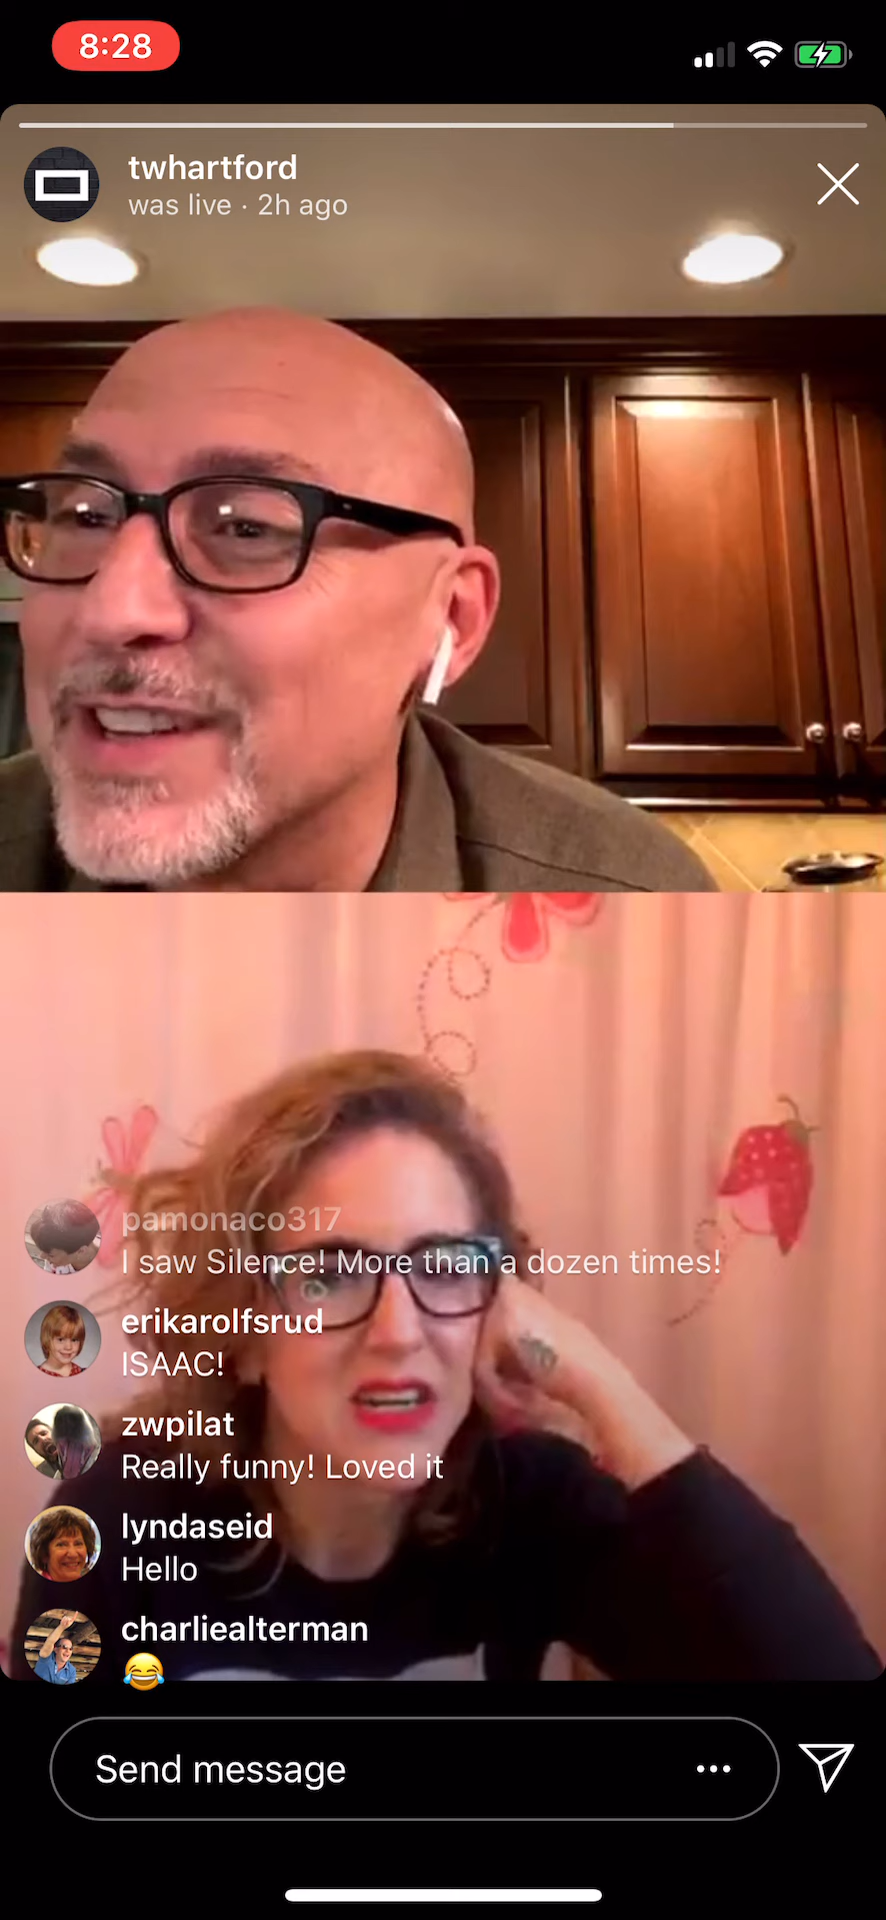 8:28
twhartford
was live · 2h ago
pamonaco317
I saw Silence! More than a dozen times!
erikarolfsrud
ISAAC!
zwpilat
Really funny! Loved it
lyndaseid
Hello
charliealterman
😂
Send message